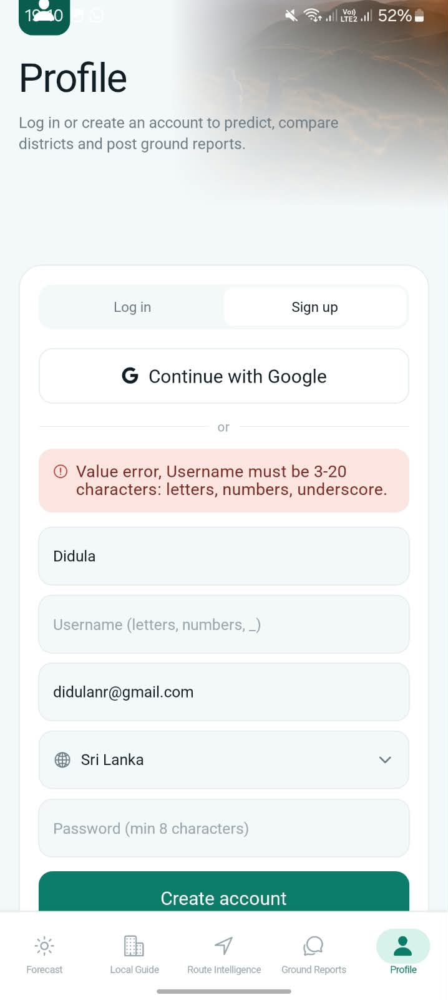 52%
Profile
Log in or create an account to predict, compare
districts and post ground reports.
Log in
Sign up
G Continue with Google
or
Value error, Username must be 3-20
characters: letters, numbers, underscore.
Didula
Username (letters, numbers, _)
didulanr@gmail.com
Sri Lanka
Password (min 8 characters)
Create account
Forecast
Local Guide
Route Intelligence
Ground Reports
Profile